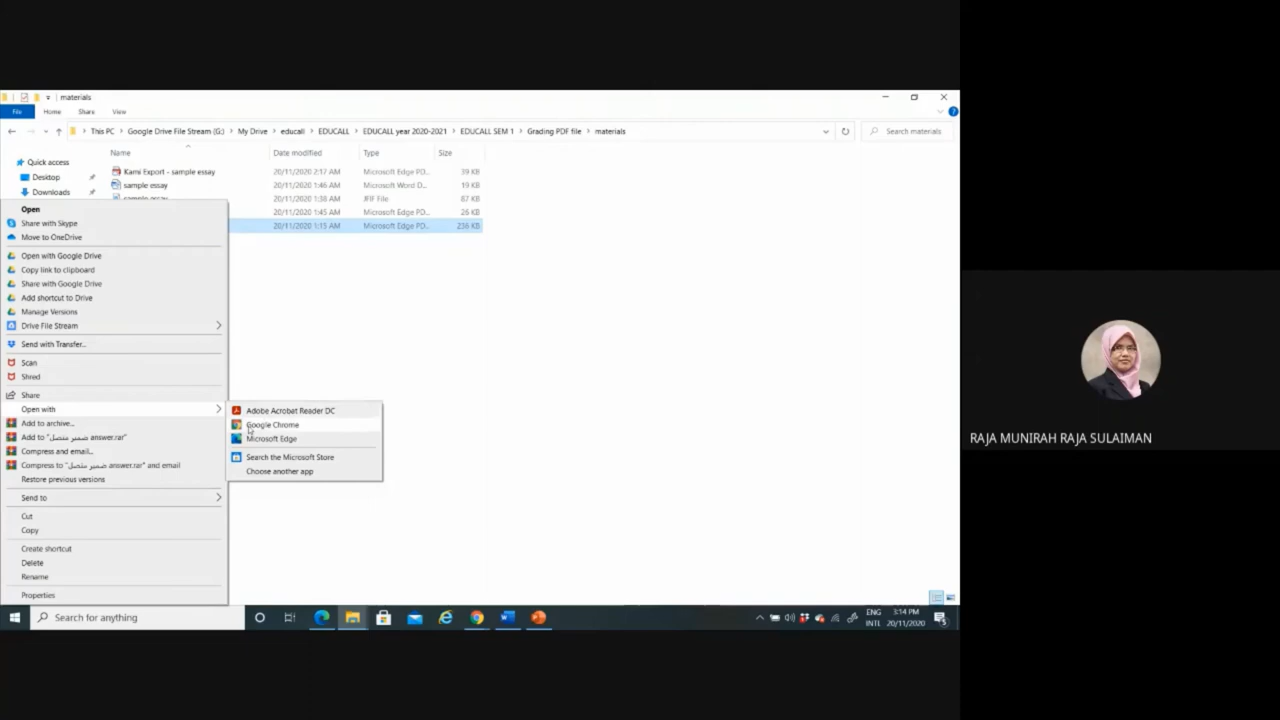 materials
File Home Share View
This PC Google Drive File Stream (G:) My Drive educall EDUCALL EDUCALL year 2020-2021 EDUCALL SEM 1 Grading PDF file materials
Search materials
Quick access
Desktop
Downloads
Name Date modified Type Size
Kami Export - sample essay 20/11/2020 2:17 AM Microsoft Edge PD... 39 KB
sample essay 20/11/2020 1:46 AM Microsoft Word D... 19 KB
sample essay 20/11/2020 1:38 AM JFIF File 87 KB
20/11/2020 1:45 AM Microsoft Edge PD... 26 KB
20/11/2020 1:15 AM Microsoft Edge PD... 236 KB
Open
Share with Skype
Move to OneDrive
Open with Google Drive
Copy link to clipboard
Share with Google Drive
Add shortcut to Drive
Manage Versions
Drive File Stream
Send with Transfer...
Scan
Shred
Share
Open with
Add to archive...
Add to "ضمير متصل answer.rar"
Compress and email...
Compress to "ضمير متصل answer.rar" and email
Restore previous versions
Send to
Cut
Copy
Create shortcut
Delete
Rename
Properties
Adobe Acrobat Reader DC
Google Chrome
Microsoft Edge
Search the Microsoft Store
Choose another app
RAJA MUNIRAH RAJA SULAIMAN
Search for anything
ENG
INTL
3:14 PM
20/11/2020
5